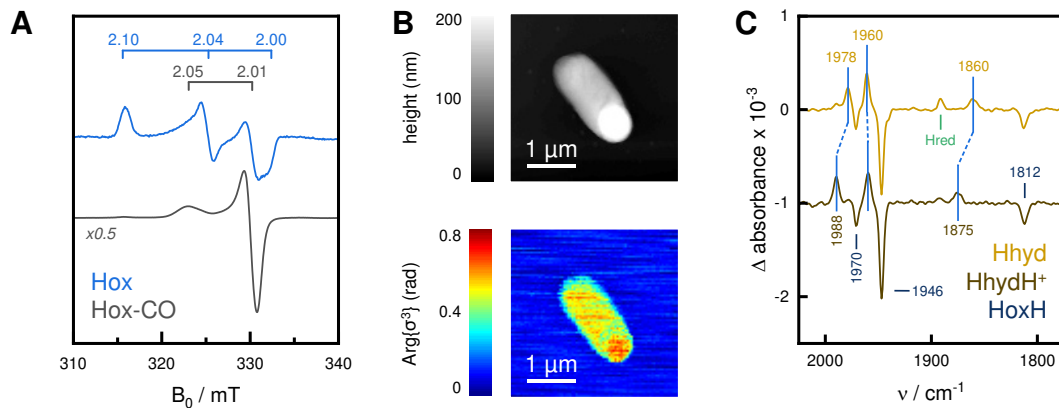 A
2.10
2.04
2.00
2.05
2.01
x0.5
Hox
Hox-CO
310
320
330
340
B₀ / mT
B
200
100
0
height (nm)
1 µm
0.8
0.4
0
Arg{σ³} (rad)
1 µm
C
1
0
-1
-2
Δ absorbance x 10⁻³
1960
1978
1860
Hred
1812
1988
1970
1875
1946
Hhyd
HhydH⁺
HoxH
2000
1900
1800
ν / cm⁻¹